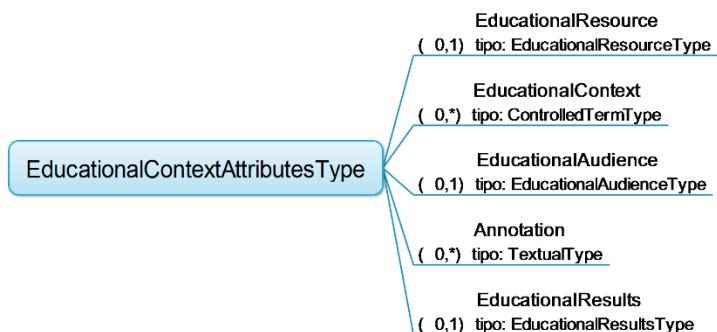 EducationalResource
( 0,1) tipo: EducationalResourceType
EducationalContext
( 0,*) tipo: ControlledTermType
EducationalContextAttributesType
EducationalAudience
( 0,1) tipo: EducationalAudienceType
Annotation
( 0,*) tipo: TextualType
EducationalResults
( 0,1) tipo: EducationalResultsType